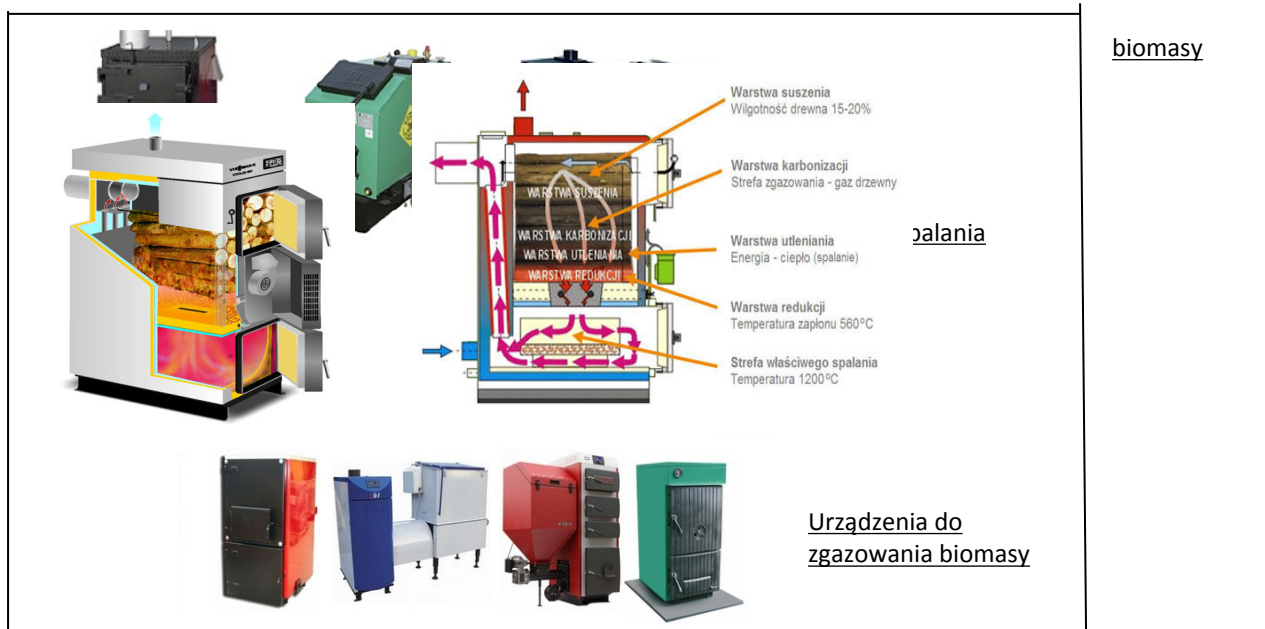 biomasy
Warstwa suszenia
Wilgotność drewna 15-20%
Warstwa karbonizacji
Strefa zgazowania - gaz drzewny
WARSTWA SUSZENIA
WARSTWA KARBONIZACJI
WARSTWA UTLENIANIA
WARSTWA REDUKCJI
palania
Warstwa utleniania
Energia - ciepło (spalanie)
Warstwa redukcji
Temperatura zapłonu 560°C
Strefa właściwego spalania
Temperatura 1200°C
Urządzenia do
zgazowania biomasy